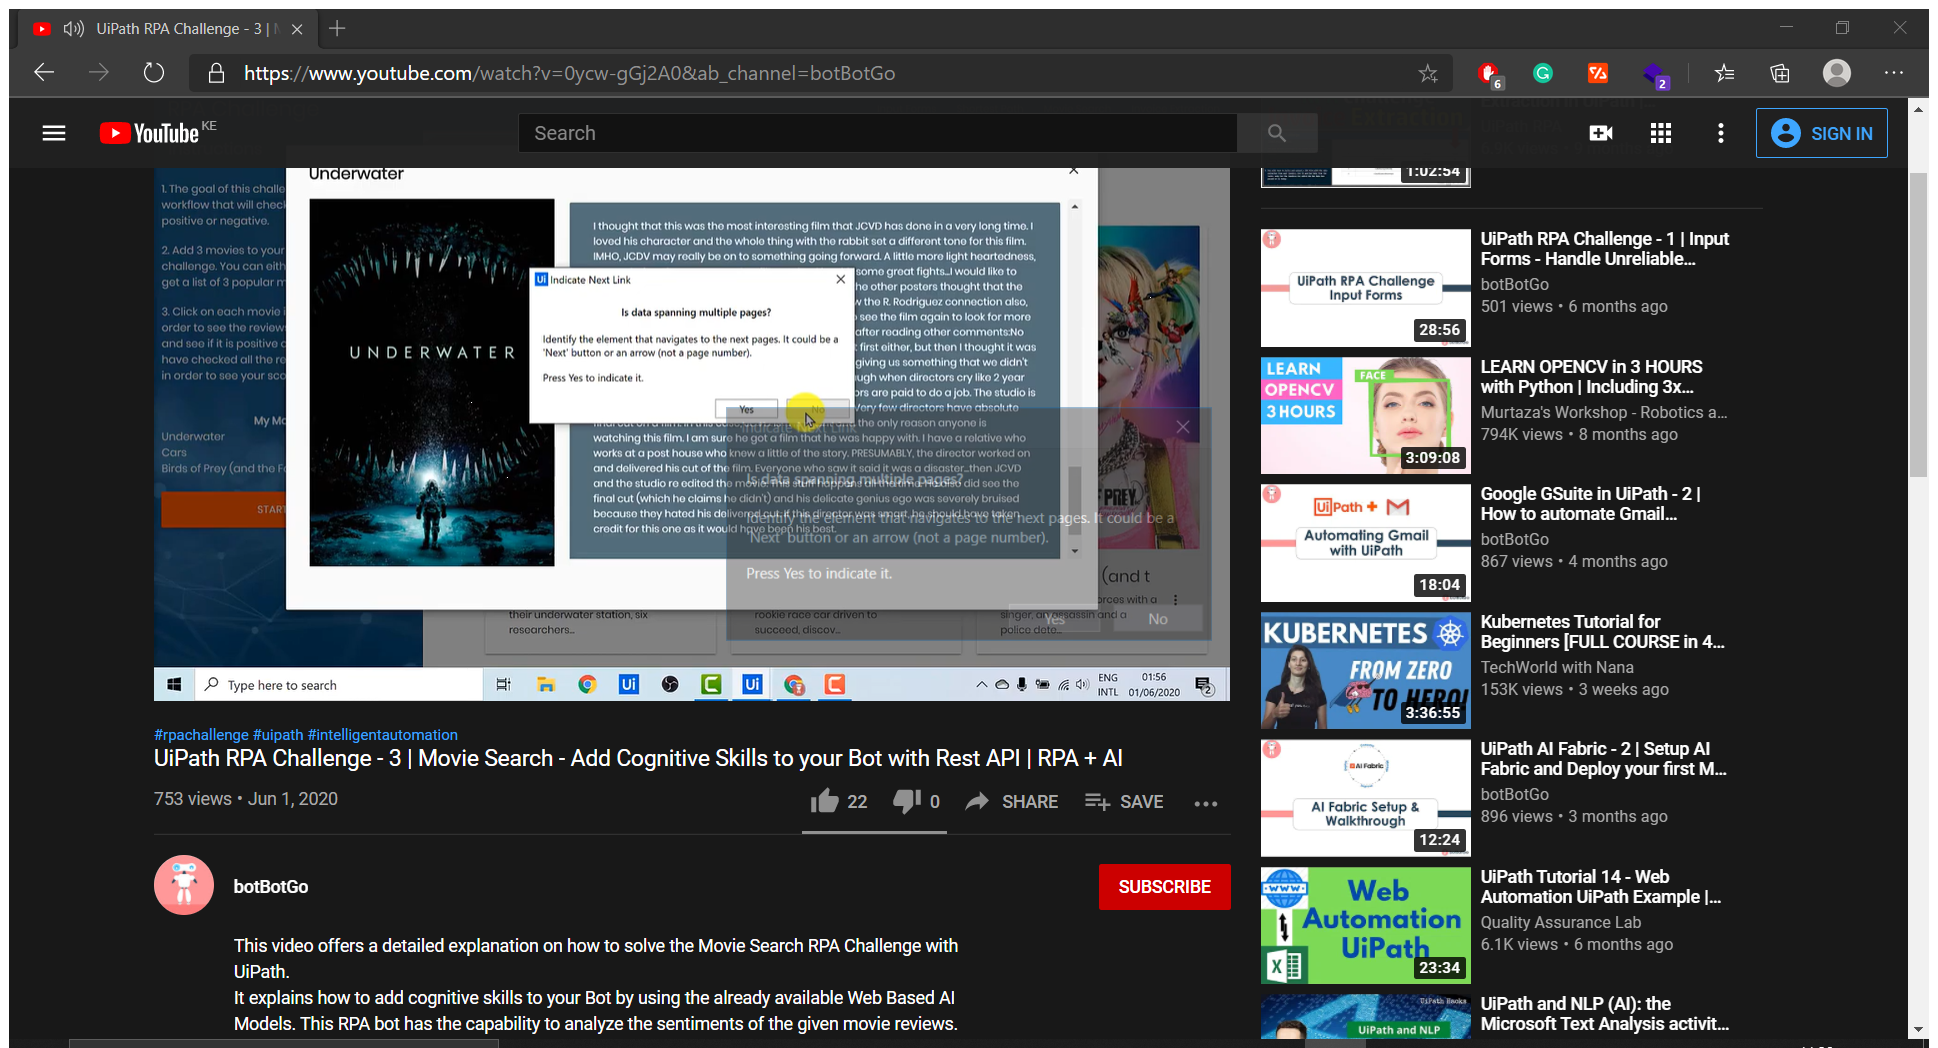 UiPath RPA Challenge - 3 |
https://www.youtube.com/watch?v=0ycw-gGj2A0&ab_channel=botBotGo
6
2
YouTube KE
Search
SIGN IN
Underwater
1. The goal of this challe
workflow that will check
positive or negative.
2. Add 3 movies to your
challenge. You can eith
get a list of 3 popular m
3. Click on each movie i
order to see the review
and see if it is positive o
have checked all the re
in order to see your sco
My Mo
Underwater
Cars
Birds of Prey (and the Fa
START
UNDERWATER
I thought that this was the most interesting film that JCVD has done in a very long time. I
loved his character and the whole thing with the rabbit set a different tone for this film.
IMHO, JCDV may really be on to something going forward. A little more light heartedness,
some great fights...I would like to
he other posters thought that the
w the R. Rodriguez connection also,
see the film again to look for more
after reading other comments:No
first either, but then I thought it was
giving us something that we didn't
ugh when directors cry like 2 year
ors are paid to do a job. The studio is
Very few directors have absolute
the only reason anyone is
watching this film. I am sure he got a film that he was happy with. I have a relative who
works at a post house who knew a little of the story. PRESUMABLY, the director worked on
and delivered his cut of the film. Everyone who saw it said it was a disaster...then JCVD
and the studio re edited the movie. This stuff happens all the time. He also did see the
final cut (which he claims he didn't) and his delicate genius ego was severely bruised
because they hated his delivered cut. If this director was smart, he should have taken
credit for this one as it would have been his best.
Ui Indicate Next Link
Is data spanning multiple pages?
Identify the element that navigates to the next pages. It could be a
'Next' button or an arrow (not a page number).
Press Yes to indicate it.
Yes
No
Indicate Next Link
Is data spanning multiple pages?
Identify the element that navigates to the next pages. It could be a
'Next' button or an arrow (not a page number).
Press Yes to indicate it.
Yes
No
PREY
(and t
their underwater station, six
researchers...
rookie race car driven to
succeed, discov...
orces with a
singer, an assassin and a
police dete...
Type here to search
Ui
Ui
ENG
INTL
01:56
01/06/2020
2
#rpachallenge #uipath #intelligentautomation
UiPath RPA Challenge - 3 | Movie Search - Add Cognitive Skills to your Bot with Rest API | RPA + AI
753 views • Jun 1, 2020
22
0
SHARE
SAVE
botBotGo
SUBSCRIBE
This video offers a detailed explanation on how to solve the Movie Search RPA Challenge with
UiPath.
It explains how to add cognitive skills to your Bot by using the already available Web Based AI
Models. This RPA bot has the capability to analyze the sentiments of the given movie reviews.
1:02:54
UiPath RPA Challenge
Input Forms
28:56
UiPath RPA Challenge - 1 | Input
Forms - Handle Unreliable...
botBotGo
501 views • 6 months ago
LEARN
OPENCV
3 HOURS
FACE
3:09:08
LEARN OPENCV in 3 HOURS
with Python | Including 3x...
Murtaza's Workshop - Robotics a...
794K views • 8 months ago
UiPath + M
Automating Gmail
with UiPath
18:04
Google GSuite in UiPath - 2 |
How to automate Gmail...
botBotGo
867 views • 4 months ago
KUBERNETES
FROM ZERO
TO HERO!
3:36:55
Kubernetes Tutorial for
Beginners [FULL COURSE in 4...
TechWorld with Nana
153K views • 3 weeks ago
AI Fabric
AI Fabric Setup &
Walkthrough
12:24
UiPath AI Fabric - 2 | Setup AI
Fabric and Deploy your first M...
botBotGo
896 views • 3 months ago
WWW
Web
Automation
UiPath
X
23:34
UiPath Tutorial 14 - Web
Automation UiPath Example |...
Quality Assurance Lab
6.1K views • 6 months ago
UiPath Hooks
UiPath and NLP
UiPath and NLP (AI): the
Microsoft Text Analysis activit...